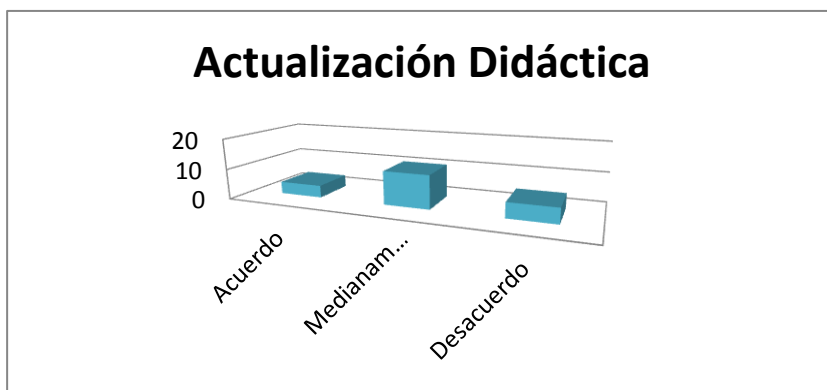 Actualización Didáctica
20
10
0
Acuerdo
Medianam...
Desacuerdo